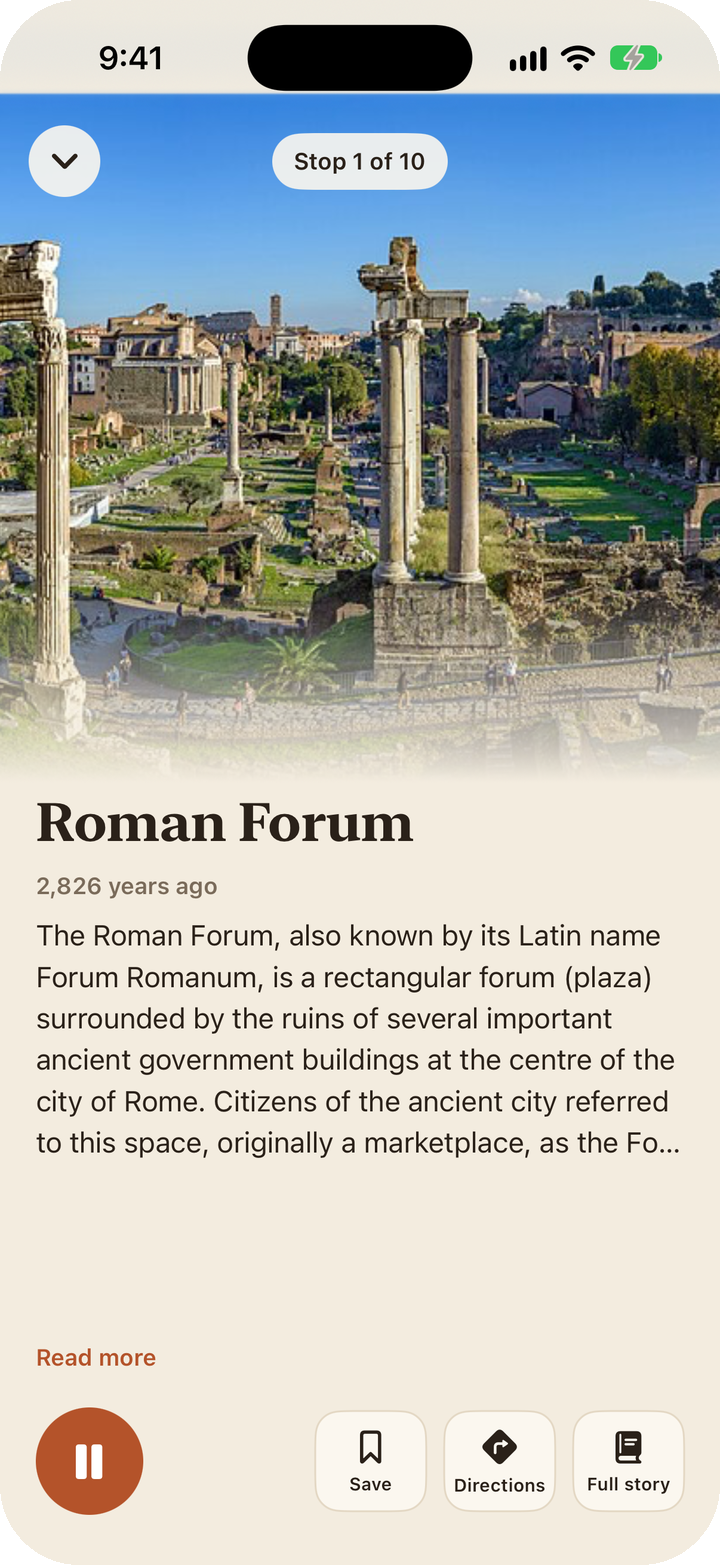 9:41
Stop 1 of 10
Roman Forum
2,826 years ago
The Roman Forum, also known by its Latin name
Forum Romanum, is a rectangular forum (plaza)
surrounded by the ruins of several important
ancient government buildings at the centre of the
city of Rome. Citizens of the ancient city referred
to this space, originally a marketplace, as the Fo...
Read more
Save
Directions
Full story